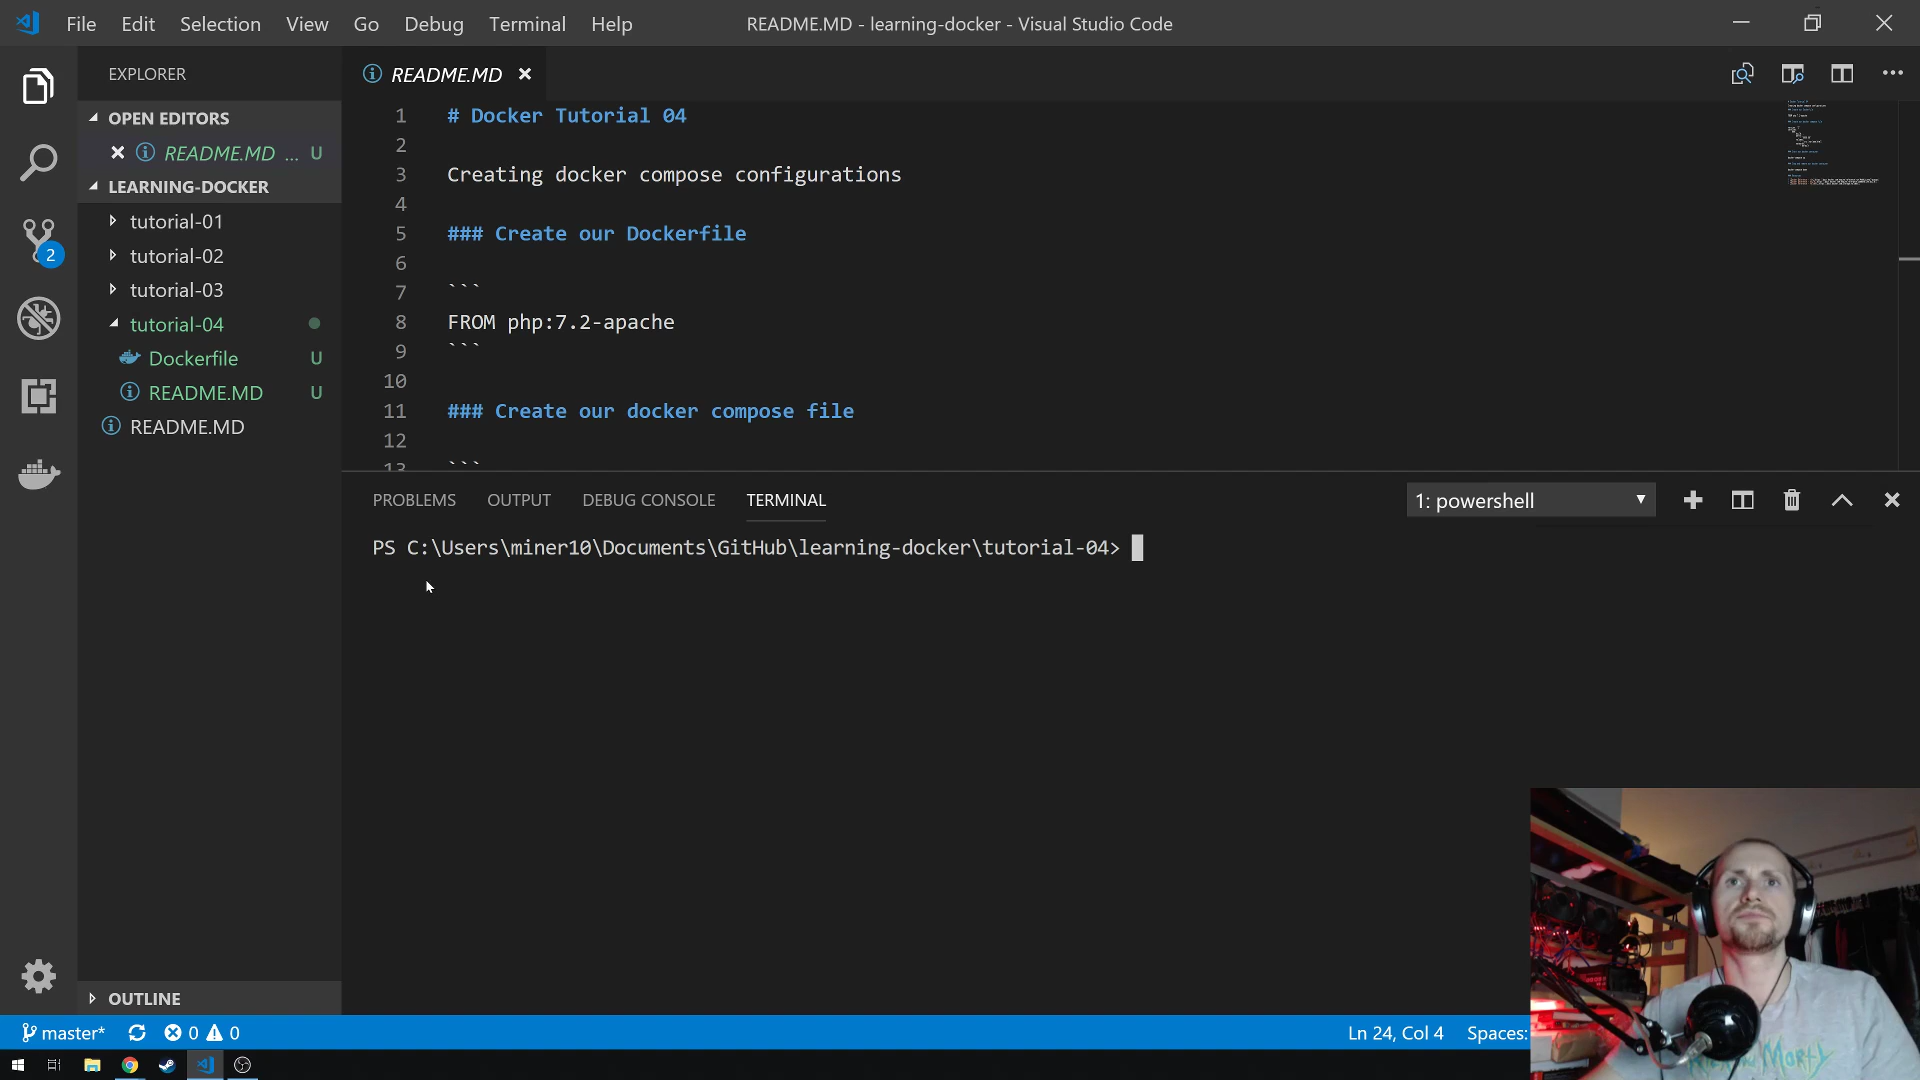 File Edit Selection View Go Debug Terminal Help
README.MD - learning-docker - Visual Studio Code
EXPLORER
OPEN EDITORS
README.MD ... U
LEARNING-DOCKER
tutorial-01
tutorial-02
tutorial-03
tutorial-04
Dockerfile U
README.MD U
README.MD
OUTLINE
2
README.MD
1 # Docker Tutorial 04
2
3 Creating docker compose configurations
4
5 ### Create our Dockerfile
6
7 ```
8 FROM php:7.2-apache
9 ```
10
11 ### Create our docker compose file
12
13 ```
PROBLEMS OUTPUT DEBUG CONSOLE TERMINAL
1: powershell
PS C:\Users\miner10\Documents\GitHub\learning-docker\tutorial-04>
master* 0 0
Ln 24, Col 4 Spaces: